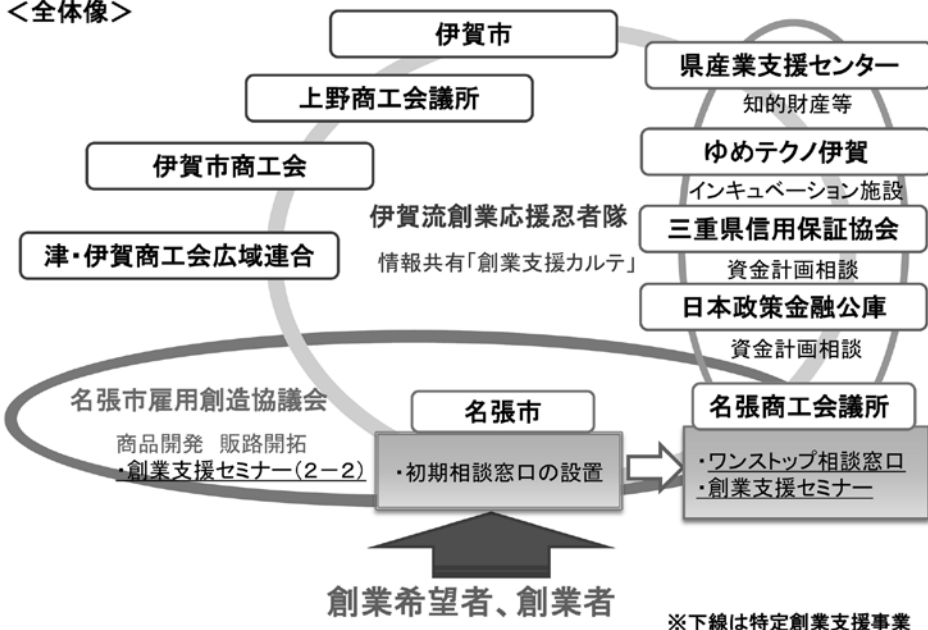 ＜全体像＞
伊賀市
上野商工会議所
伊賀市商工会
津・伊賀商工会広域連合
伊賀流創業応援忍者隊
情報共有「創業支援カルテ」
県産業支援センター
知的財産等
ゆめテクノ伊賀
インキュベーション施設
三重県信用保証協会
資金計画相談
日本政策金融公庫
資金計画相談
名張市雇用創造協議会
商品開発 販路開拓
・創業支援セミナー(2－2)
名張市
・初期相談窓口の設置
名張商工会議所
・ワンストップ相談窓口
・創業支援セミナー
創業希望者、創業者
※下線は特定創業支援事業